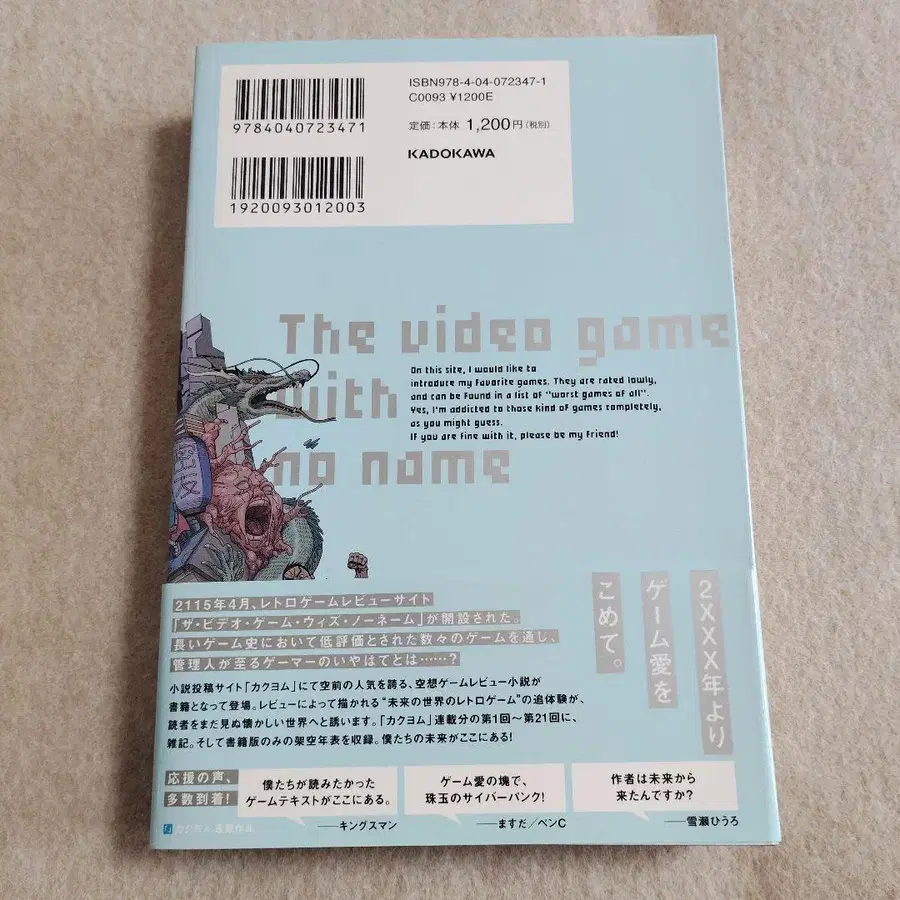 ISBN978-4-04-072347-1
C0093 ¥1200E
定価:本体 1,200円(税別)
KADOKAWA
9784040723471
1920093012003
The video game
with
no name
On this site, I would like to
introduce my favorite games. They are rated lowly,
and can be found in a list of "worst games of all".
Yes, I'm addicted to those kind of games completely,
as you might guess.
If you are fine with it, please be my friend!
2XXX年より
ゲーム愛を
こめて。
2115年4月、レトロゲームレビューサイト
「ザ・ビデオ・ゲーム・ウィズ・ノーネーム」が開設された。
長いゲーム史において低評価とされた数々のゲームを通し、
管理人が至るゲーマーのいやはてとは……?
小説投稿サイト「カクヨム」にて空前の人気を誇る、空想ゲームレビュー小説が
書籍となって登場。レビューによって描かれる"未来の世界のレトロゲーム"の追体験が、
読者をまだ見ぬ懐かしい世界へと誘います。「カクヨム」連載分の第1回〜第21回に、
雑記。そして書籍版のみの架空年表を収録。僕たちの未来がここにある!
応援の声、
多数到着!
僕たちが読みたかった
ゲームテキストがここにある。
——キングスマン
ゲーム愛の塊で、
珠玉のサイバーパンク!
——ますだ/ペンC
作者は未来から
来たんですか?
——雪瀬ひうろ